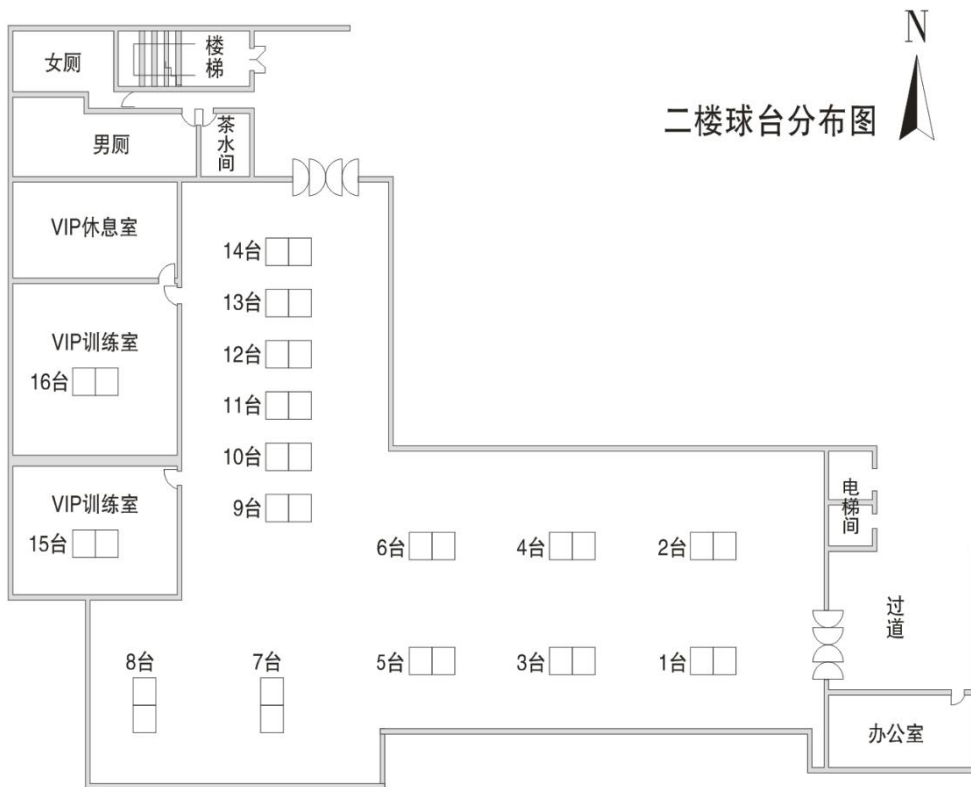 N
二楼球台分布图
女厕
楼梯
男厕
茶水间
VIP休息室
14台
13台
VIP训练室
12台
16台
11台
10台
VIP训练室
9台
电梯间
15台
6台
4台
2台
过道
8台
7台
5台
3台
1台
办公室